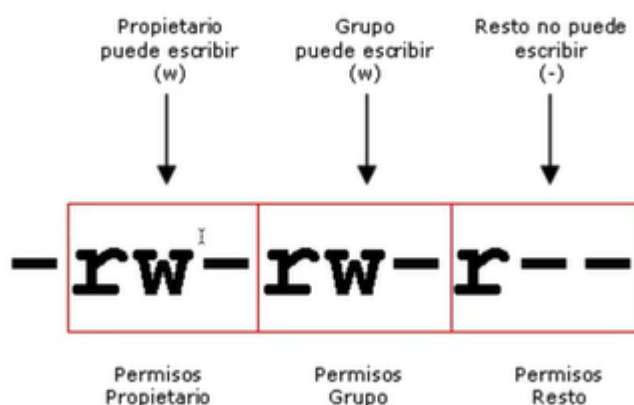 Propietario
puede escribir
(w)
Grupo
puede escribir
(w)
Resto no puede
escribir
(-)
-rw-rw-r--
Permisos
Propietario
Permisos
Grupo
Permisos
Resto